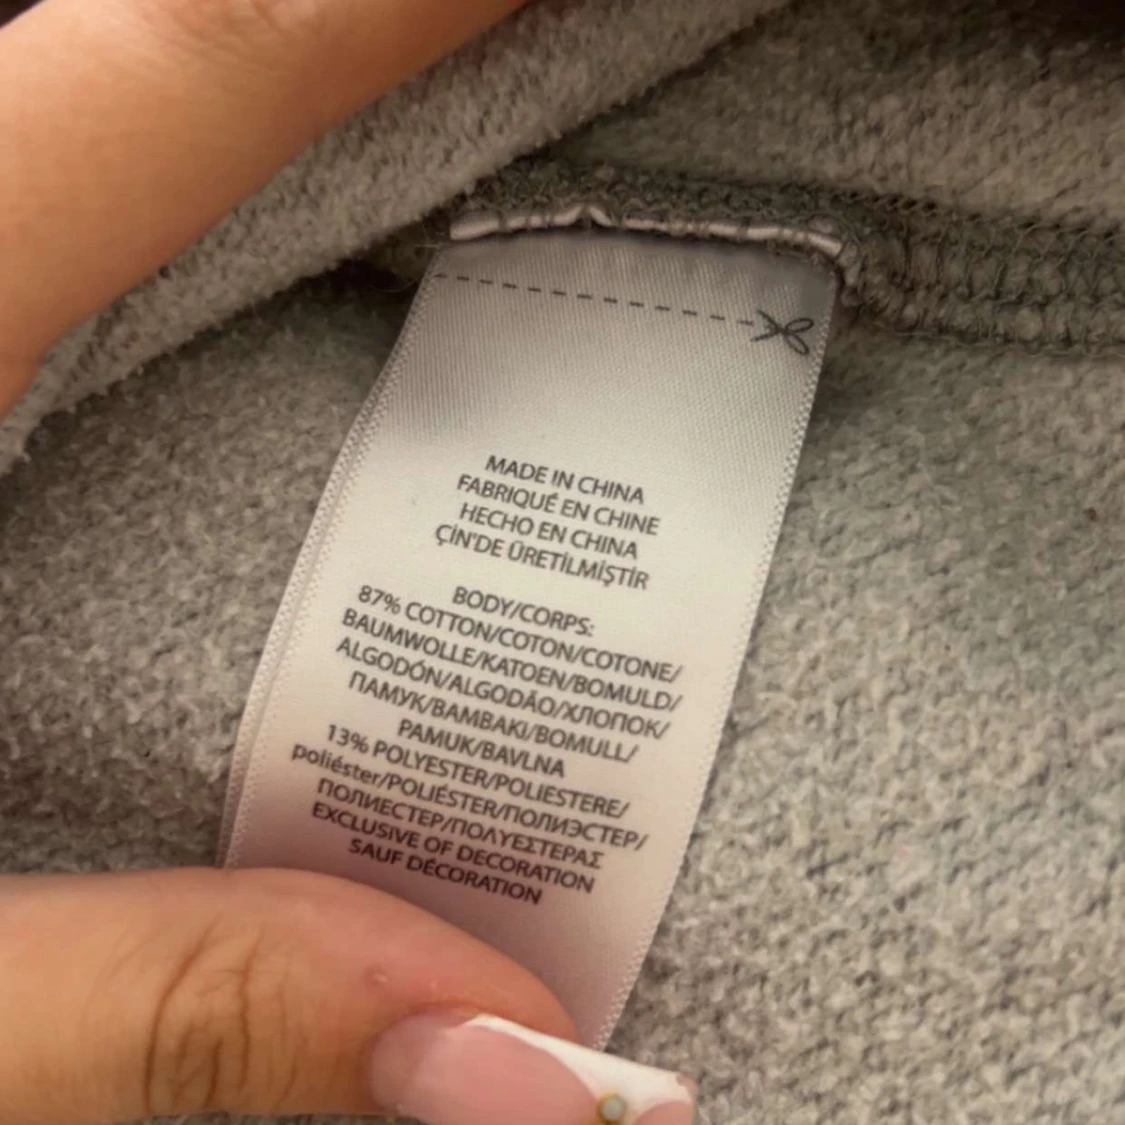 MADE IN CHINA
FABRIQUÉ EN CHINE
HECHO EN CHINA
ÇİN'DE ÜRETİLMİŞTİR
BODY/CORPS:
87% COTTON/COTON/COTONE/
BAUMWOLLE/KATOEN/BOMULD/
ALGODÓN/ALGODÃO/ХЛОПОК/
ПАМУК/BAMBAKI/BOMULL/
PAMUK/BAVLNA
13% POLYESTER/POLIESTERE/
poliéster/POLIÉSTER/ПОЛИЭСТЕР/
ПОЛИЕСТЕР/ΠΟΛΥΕΣΤΕΡΑΣ
EXCLUSIVE OF DECORATION
SAUF DÉCORATION